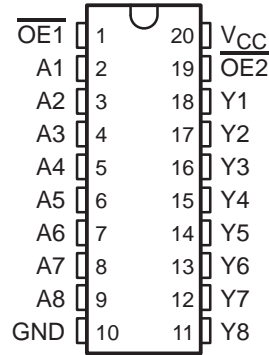 OE1 1 20 VCC
A1 2 19 OE2
A2 3 18 Y1
A3 4 17 Y2
A4 5 16 Y3
A5 6 15 Y4
A6 7 14 Y5
A7 8 13 Y6
A8 9 12 Y7
GND 10 11 Y8